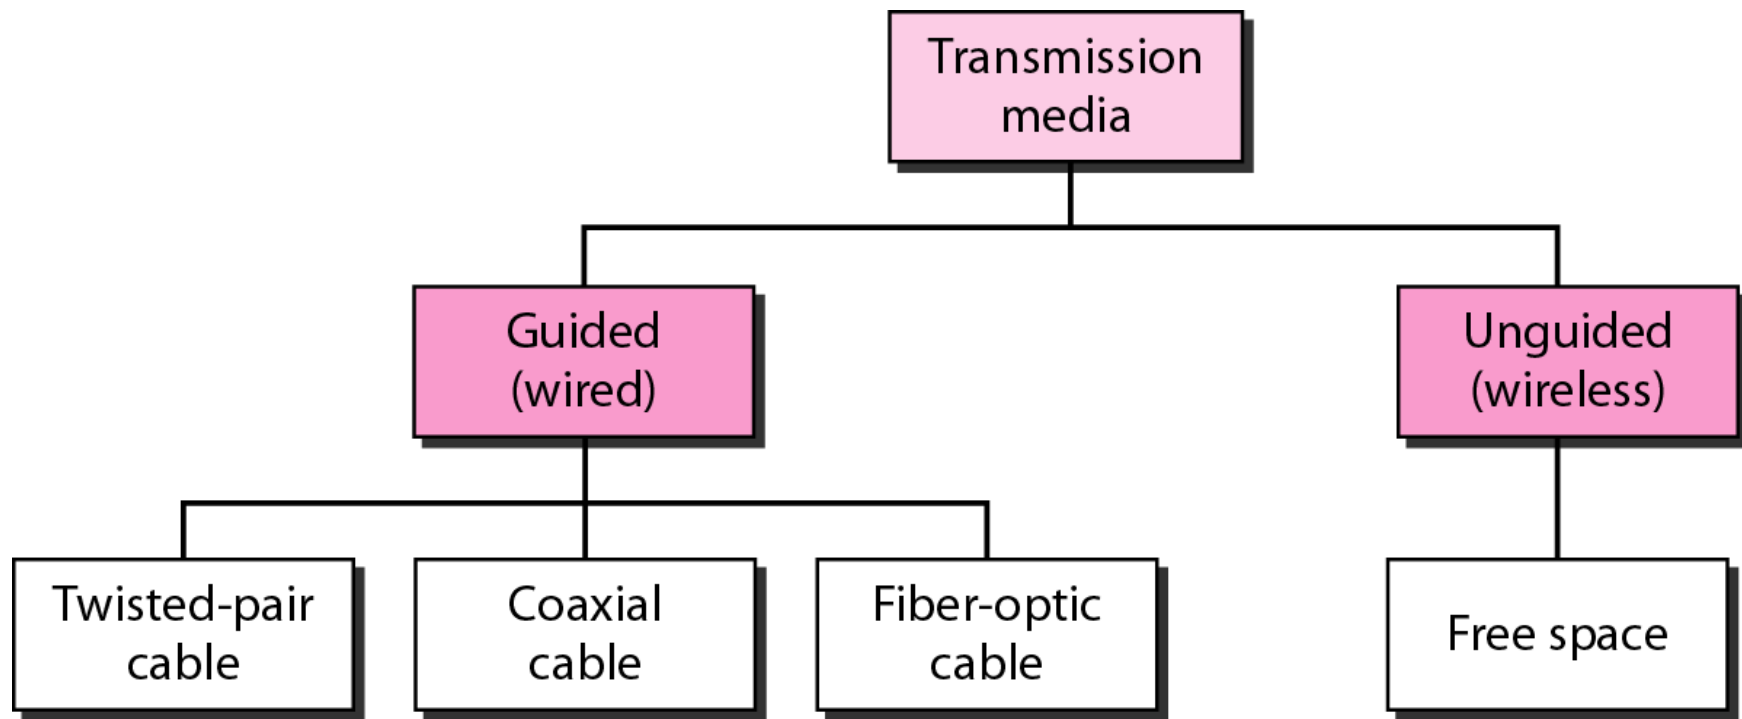 Transmission
media
Guided
(wired)
Unguided
(wireless)
Twisted-pair
cable
Coaxial
cable
Fiber-optic
cable
Free space